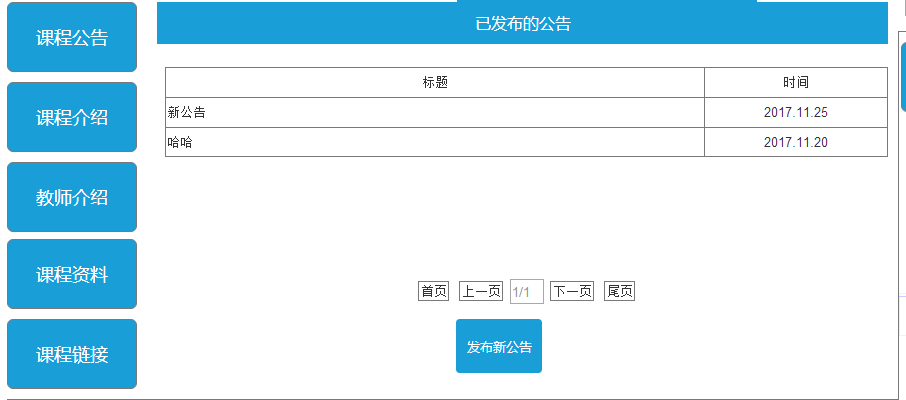 课程公告
课程介绍
教师介绍
课程资料
课程链接
已发布的公告
标题 时间
新公告 2017.11.25
哈哈 2017.11.20
首页 上一页 1/1 下一页 尾页
发布新公告